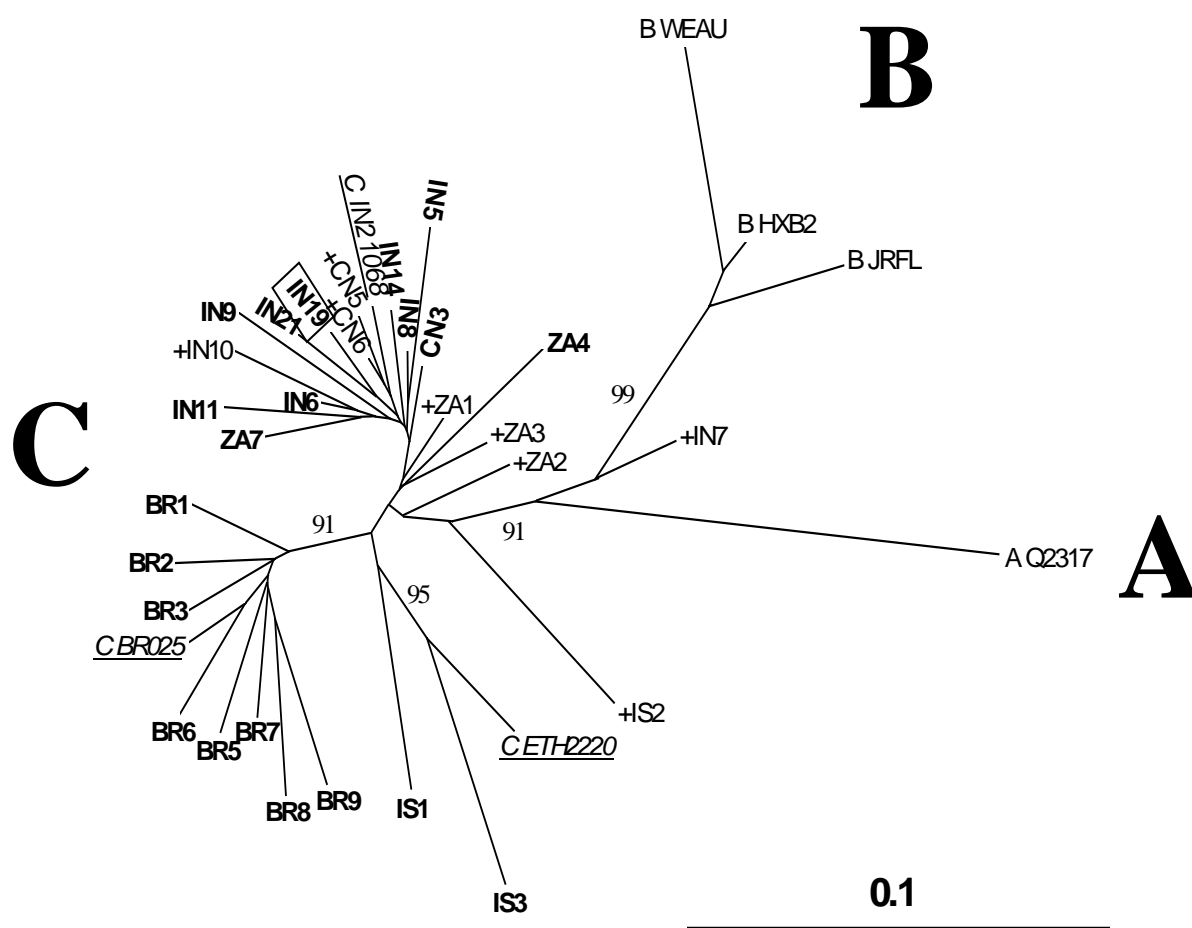 B WEAU
B
B HXB2
B JRFL
C IN21068
IN5
+CN5
IN14
IN19
+CN6
IN8
CN3
IN21
IN9
+IN10
ZA4
IN6
IN11
ZA7
+ZA1
99
C
+ZA3
+IN7
+ZA2
BR1
91
91
A Q2317
A
BR2
95
BR3
C BR025
BR6
BR5
BR7
+IS2
C ETH2220
BR8
BR9
IS1
IS3
0.1